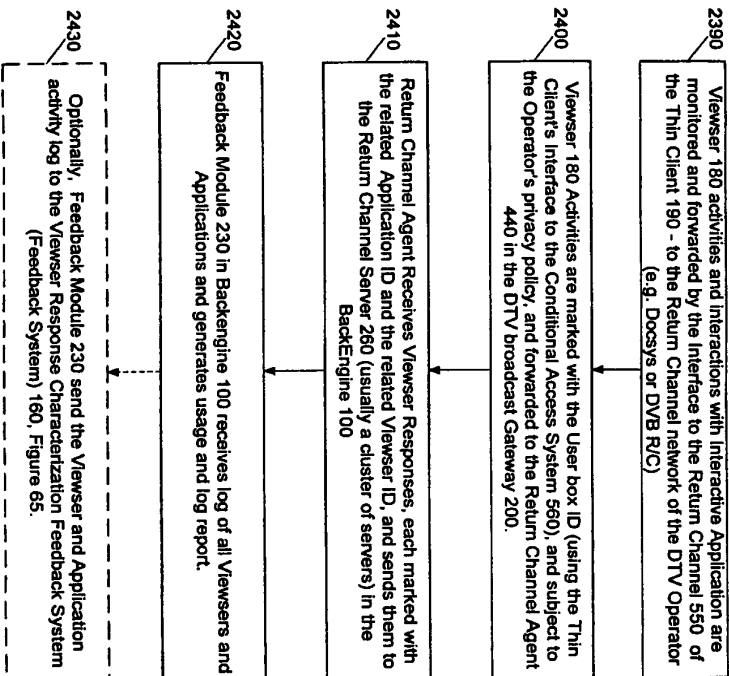 2390
Viewser 180 activities and interactions with Interactive Application are
monitored and forwarded by the Interface to the Return Channel 550 of
the Thin Client 190 - to the Return Channel network of the DTV Operator
(e.g. Docsys or DVB R/C)
2400
Viewser 180 Activities are marked with the User box ID (using the Thin
Client's Interface to the Conditional Access System 560), and subject to
the Operator's privacy policy, and forwarded to the Return Channel Agent
440 in the DTV broadcast Gateway 200.
2410
Return Channel Agent Receives Viewser Responses, each marked with
the related Application ID and the related Viewser ID, and sends them to
the Return Channel Server 260 (usually a cluster of servers) in the
BackEngine 100
2420
Feedback Module 230 in Backengine 100 receives log of all Viewsers and
Applications and generates usage and log report.
2430
Optionally, Feedback Module 230 send the Viewser and Application
activity log to the Viewser Response Characterization Feedback System
(Feedback System) 160, Figure 65.